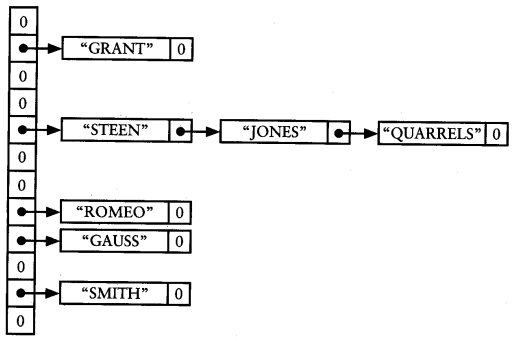 0
“GRANT” 0
0
0
“STEEN” “JONES” “QUARRELS” 0
0
0
“ROMEO” 0
“GAUSS” 0
0
“SMITH” 0
0